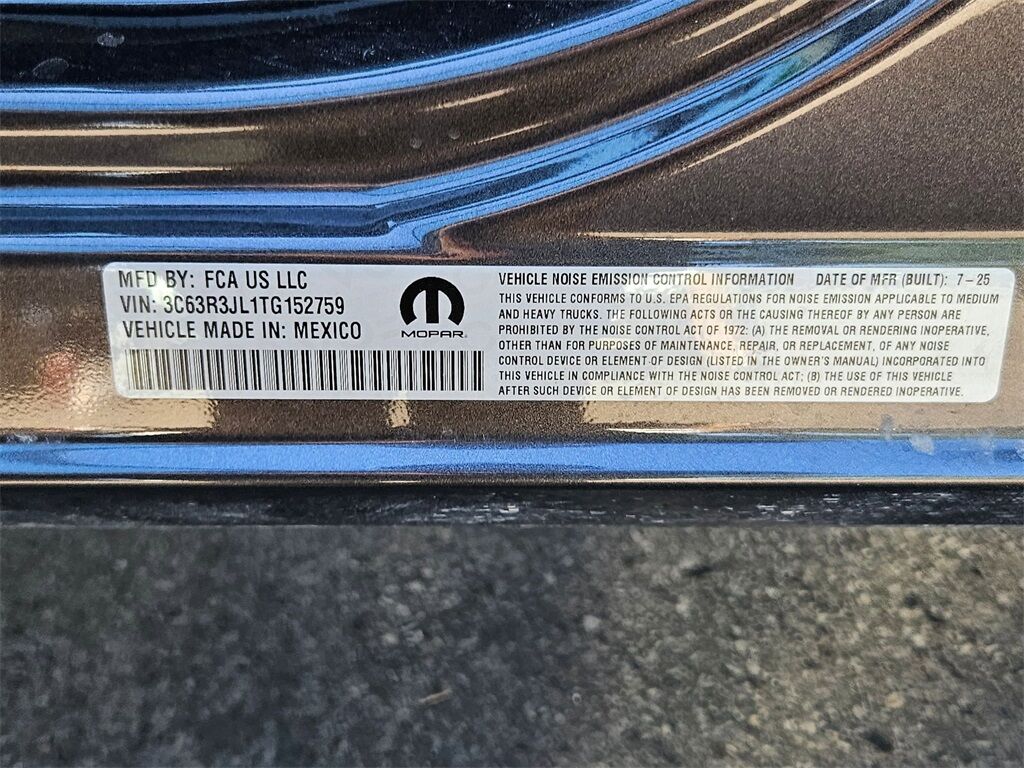 MFD BY: FCA US LLC
VIN: 3C63R3JL1TG152759
VEHICLE MADE IN: MEXICO
MOPAR
VEHICLE NOISE EMISSION CONTROL INFORMATION DATE OF MFR (BUILT): 7-25
THIS VEHICLE CONFORMS TO U.S. EPA REGULATIONS FOR NOISE EMISSION APPLICABLE TO MEDIUM
AND HEAVY TRUCKS. THE FOLLOWING ACTS OR THE CAUSING THEREOF BY ANY PERSON ARE
PROHIBITED BY THE NOISE CONTROL ACT OF 1972: (A) THE REMOVAL OR RENDERING INOPERATIVE,
OTHER THAN FOR PURPOSES OF MAINTENANCE, REPAIR, OR REPLACEMENT, OF ANY NOISE
CONTROL DEVICE OR ELEMENT OF DESIGN (LISTED IN THE OWNER'S MANUAL) INCORPORATED INTO
THIS VEHICLE IN COMPLIANCE WITH THE NOISE CONTROL ACT; (B) THE USE OF THIS VEHICLE
AFTER SUCH DEVICE OR ELEMENT OF DESIGN HAS BEEN REMOVED OR RENDERED INOPERATIVE.